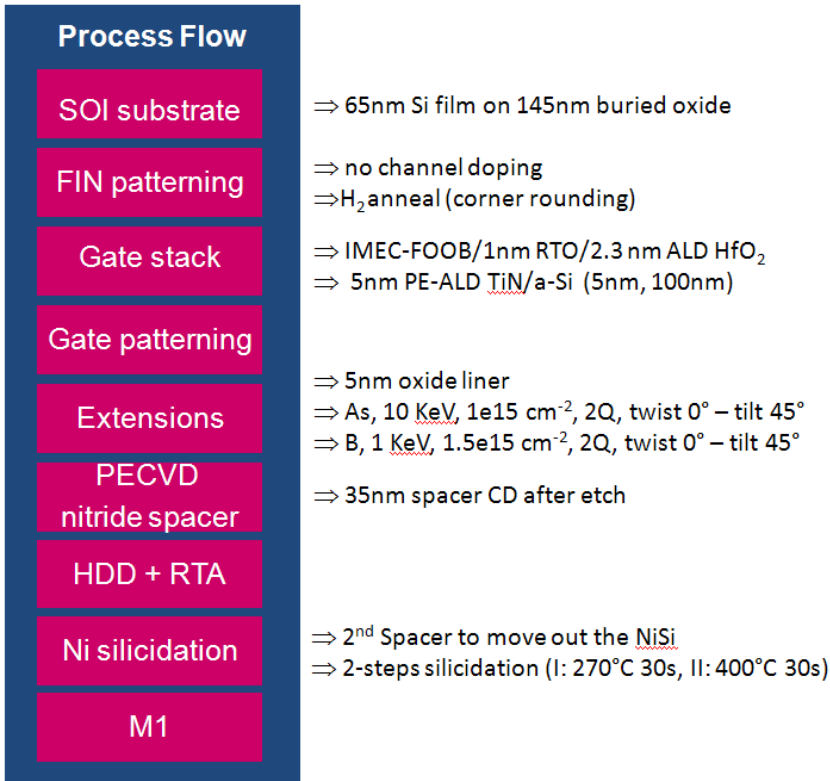 Process Flow
SOI substrate
⇒ 65nm Si film on 145nm buried oxide
FIN patterning
⇒ no channel doping
⇒H₂anneal (corner rounding)
Gate stack
⇒ IMEC-FOOB/1nm RTO/2.3 nm ALD HfO₂
⇒ 5nm PE-ALD TiN/a-Si (5nm, 100nm)
Gate patterning
Extensions
⇒ 5nm oxide liner
⇒ As, 10 KeV, 1e15 cm⁻², 2Q, twist 0° – tilt 45°
⇒ B, 1 KeV, 1.5e15 cm⁻², 2Q, twist 0° – tilt 45°
PECVD
nitride spacer
⇒ 35nm spacer CD after etch
HDD + RTA
Ni silicidation
⇒ 2ⁿᵈ Spacer to move out the NiSi
⇒ 2-steps silicidation (I: 270°C 30s, II: 400°C 30s)
M1